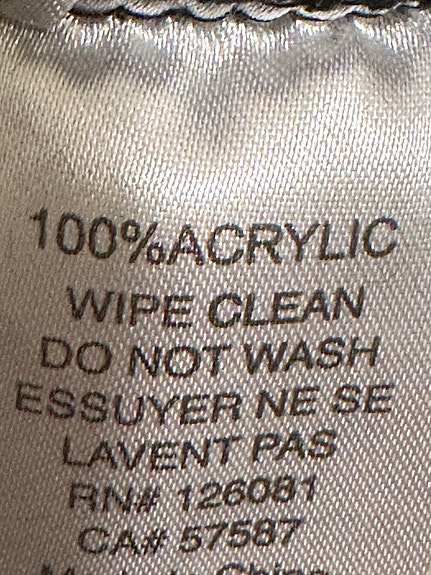 100%ACRYLIC
WIPE CLEAN
DO NOT WASH
ESSUYER NE SE
LAVENT PAS
RN# 126081
CA# 57587